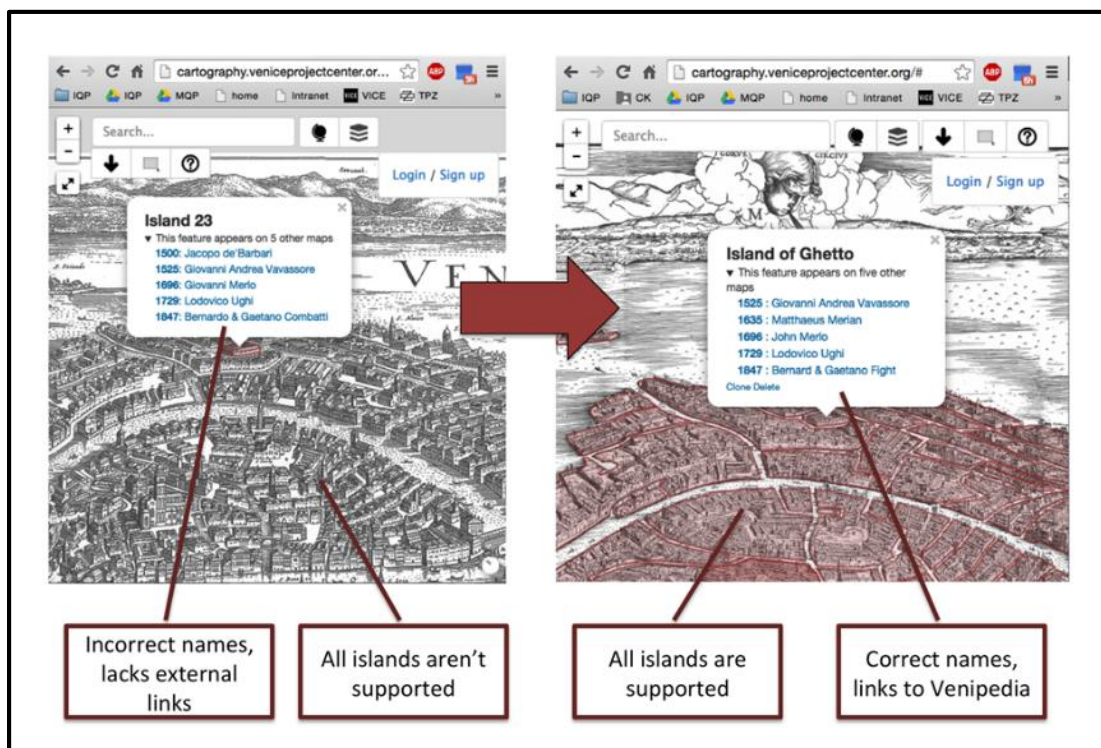 cartography.veniceprojectcenter.or...
ABP
IQP IQP MQP home Intranet VICE VICE TPZ »
+
Search...
−
Login / Sign up
Island 23
▼ This feature appears on 5 other maps
1500: Jacopo de'Barbari
1525: Giovanni Andrea Vavassore
1696: Giovanni Merlo
1729: Lodovico Ughi
1847: Bernardo & Gaetano Combatti
VEN
cartography.veniceprojectcenter.org/#
ABP
IQP CK IQP MQP home Intranet VICE VICE TPZ »
+
Search...
−
CIRCIUS
Login / Sign up
M
Island of Ghetto
▼ This feature appears on five other
maps
1525 : Giovanni Andrea Vavassore
1635 : Matthaeus Merian
1696 : John Merlo
1729 : Lodovico Ughi
1847 : Bernard & Gaetano Fight
Clone Delete
Incorrect names,
lacks external
links
All islands aren't
supported
All islands are
supported
Correct names,
links to Venipedia